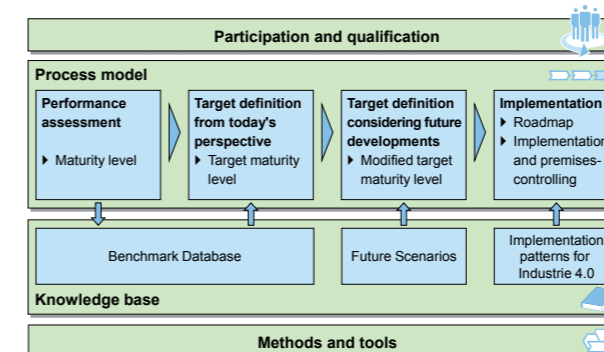 Participation and qualification
Process model
Performance
assessment
Maturity level
Target definition
from today's
perspective
Target maturity
level
Target definition
considering future
developments
Modified target
maturity level
Implementation
Roadmap
Implementation
and premises-
controlling
Benchmark Database
Future Scenarios
Implementation
patterns for
Industrie 4.0
Knowledge base
Methods and tools